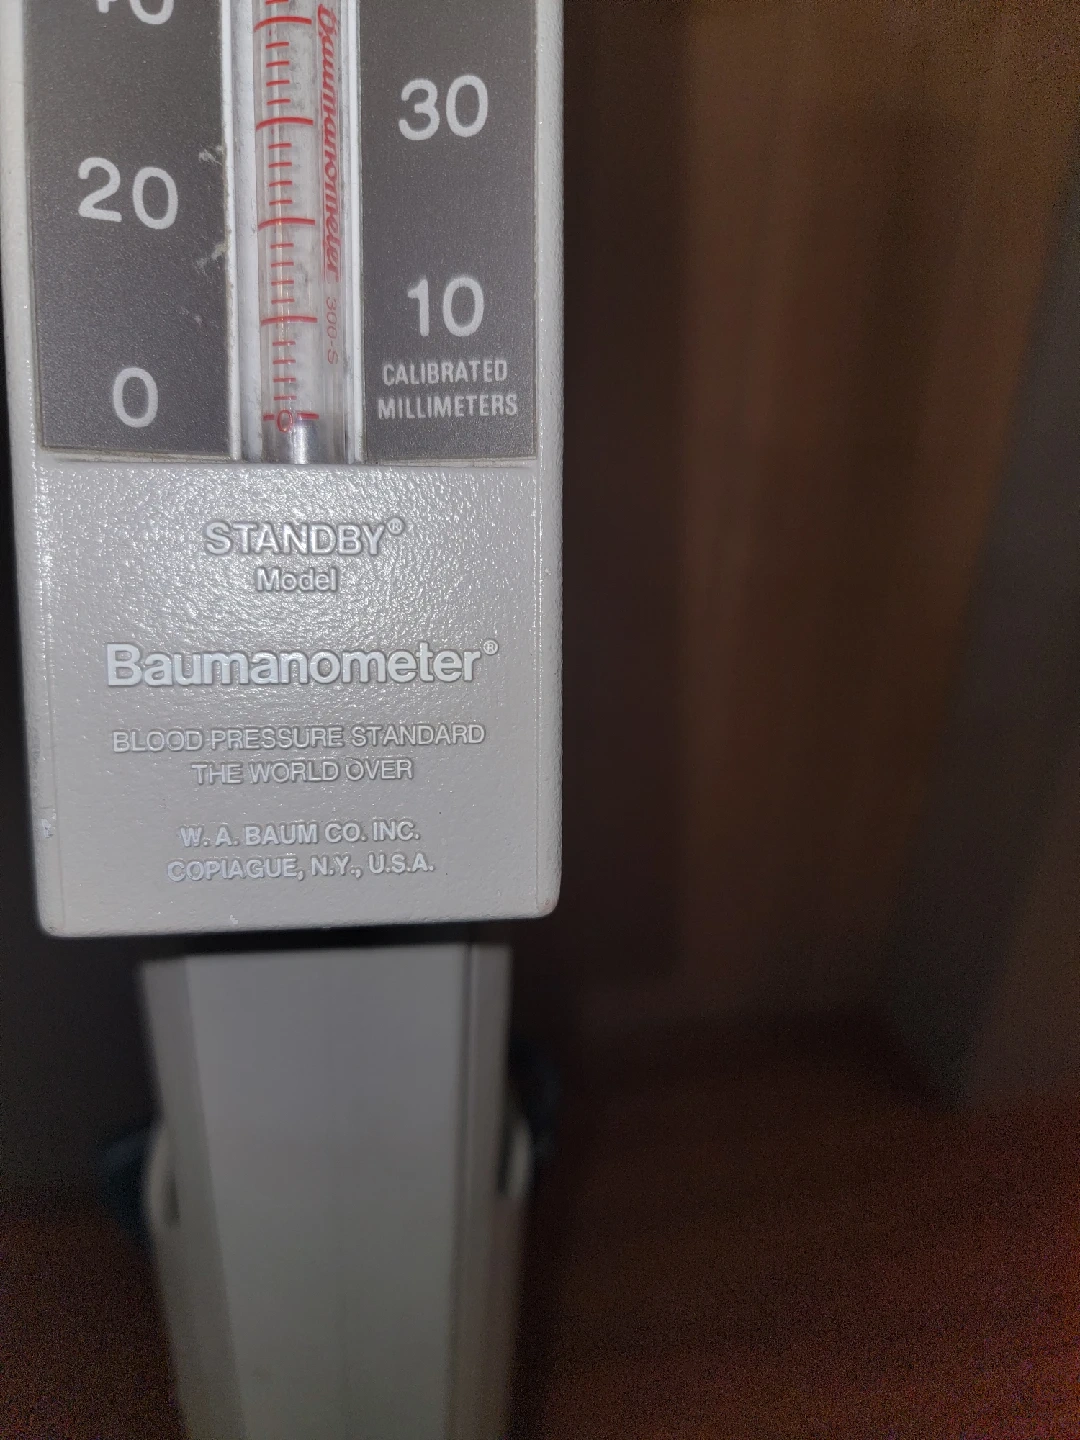 30
20
10
CALIBRATED
MILLIMETERS
0
0
Baumanometer
300-S
STANDBY®
Model
Baumanometer®
BLOOD PRESSURE STANDARD
THE WORLD OVER
W. A. BAUM CO. INC.
COPIAGUE, N.Y., U.S.A.